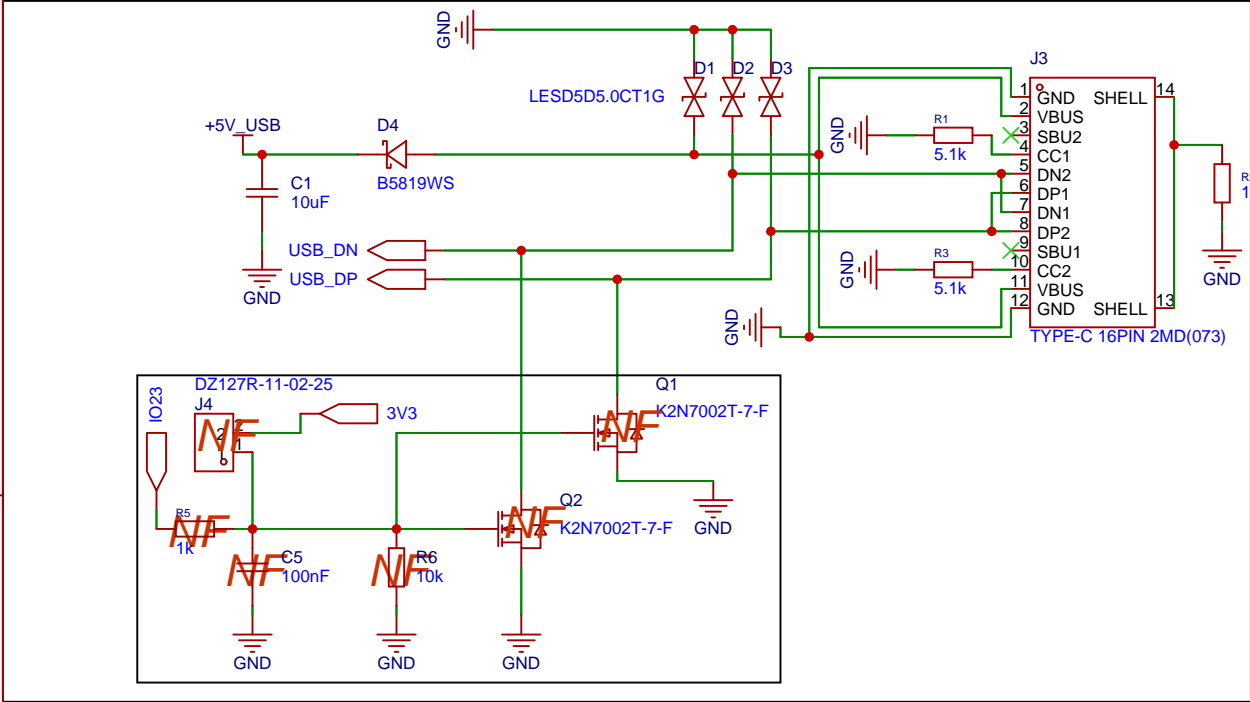 GND
J3
D1
D2
D3
LESD5D5.0CT1G
1
GND
SHELL
14
2
VBUS
+5V_USB
D4
GND
R1
3
SBU2
5.1k
4
CC1
B5819WS
5
DN2
C1
10uF
6
DP1
7
DN1
8
DP2
USB_DN
9
SBU1
R3
10
CC2
GND
GND
USB_DP
5.1k
11
VBUS
GND
12
GND
SHELL
13
GND
TYPE-C 16PIN 2MD(073)
DZ127R-11-02-25
Q1
IO23
J4
3V3
K2N7002T-7-F
NF
2
2
1
1
NF
Q2
R5
NF
K2N7002T-7-F
NF
1k
GND
NF
C5
100nF
NF
R6
10k
GND
GND
GND